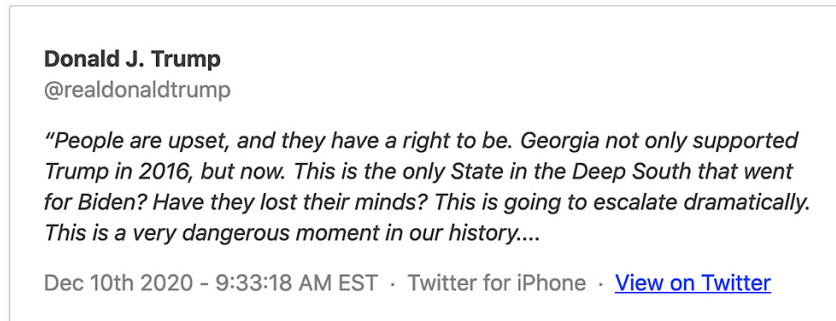 Donald J. Trump
@realdonaldtrump
“People are upset, and they have a right to be. Georgia not only supported
Trump in 2016, but now. This is the only State in the Deep South that went
for Biden? Have they lost their minds? This is going to escalate dramatically.
This is a very dangerous moment in our history....
Dec 10th 2020 - 9:33:18 AM EST · Twitter for iPhone · View on Twitter